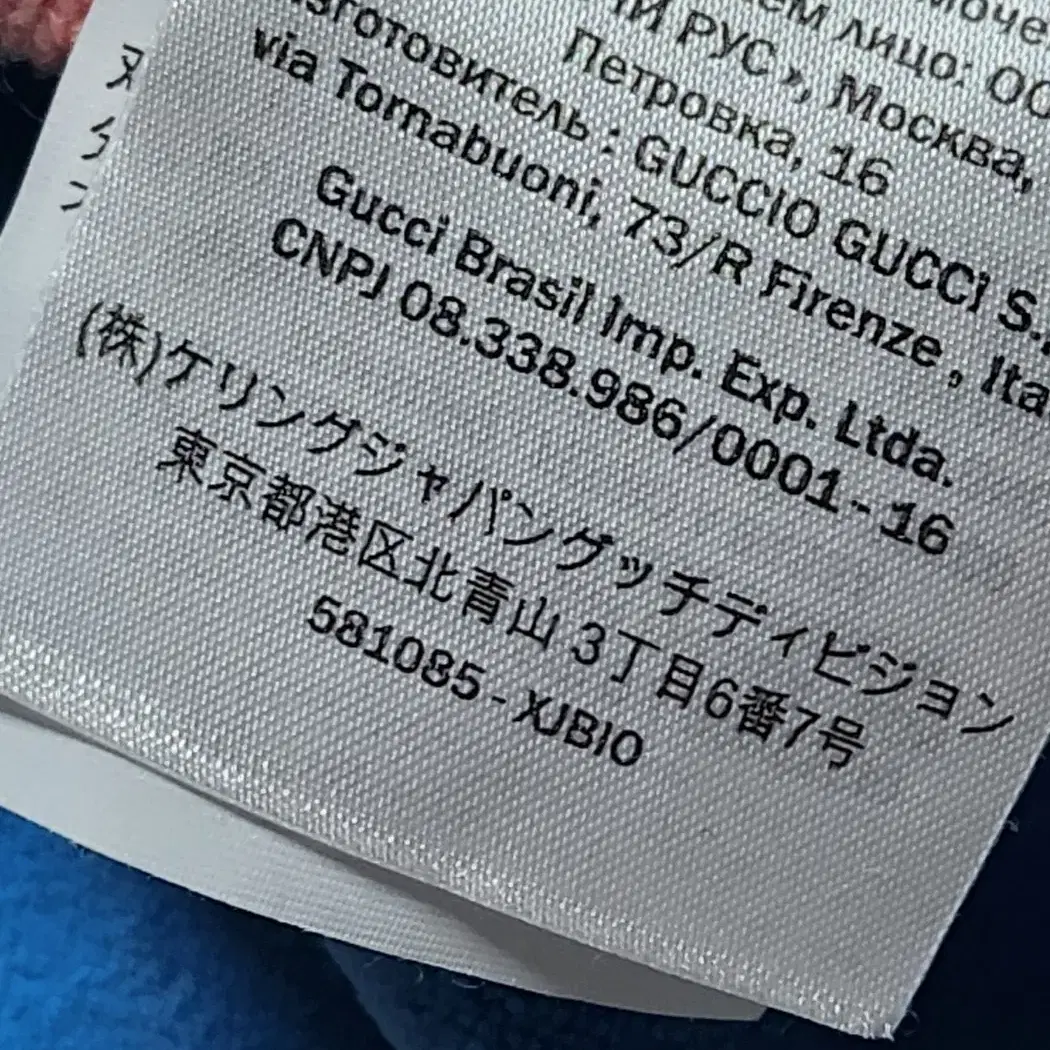 лицо: ОО
РУС», Москва,
Петровка, 16
зготовитель : GUCCIO GUCCI S.
via Tornabuoni, 73/R Firenze , Ita
Gucci Brasil Imp. Exp. Ltda.
CNPJ 08.338.986/0001-16
(株)ケリングジャパングッチディビジョン
東京都港区北青山3丁目6番7号
581085 - XJBIO